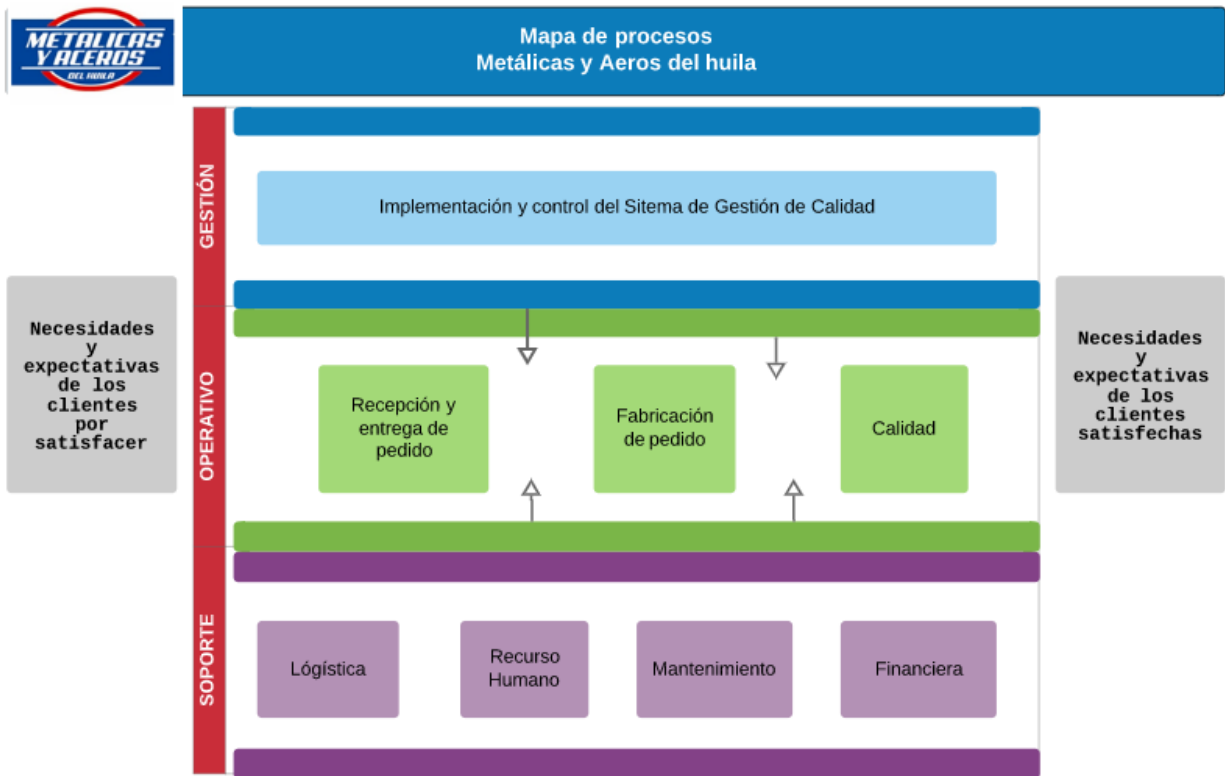 METALICAS
Y ACEROS
DEL HUILA
Mapa de procesos
Metálicas y Aeros del huila
GESTIÓN
Implementación y control del Sitema de Gestión de Calidad
Necesidades
y
expectativas
de los
clientes
por
satisfacer
OPERATIVO
Recepción y
entrega de
pedido
Fabricación
de pedido
Calidad
Necesidades
y
expectativas
de los
clientes
satisfechas
SOPORTE
Lógística
Recurso
Humano
Mantenimiento
Financiera